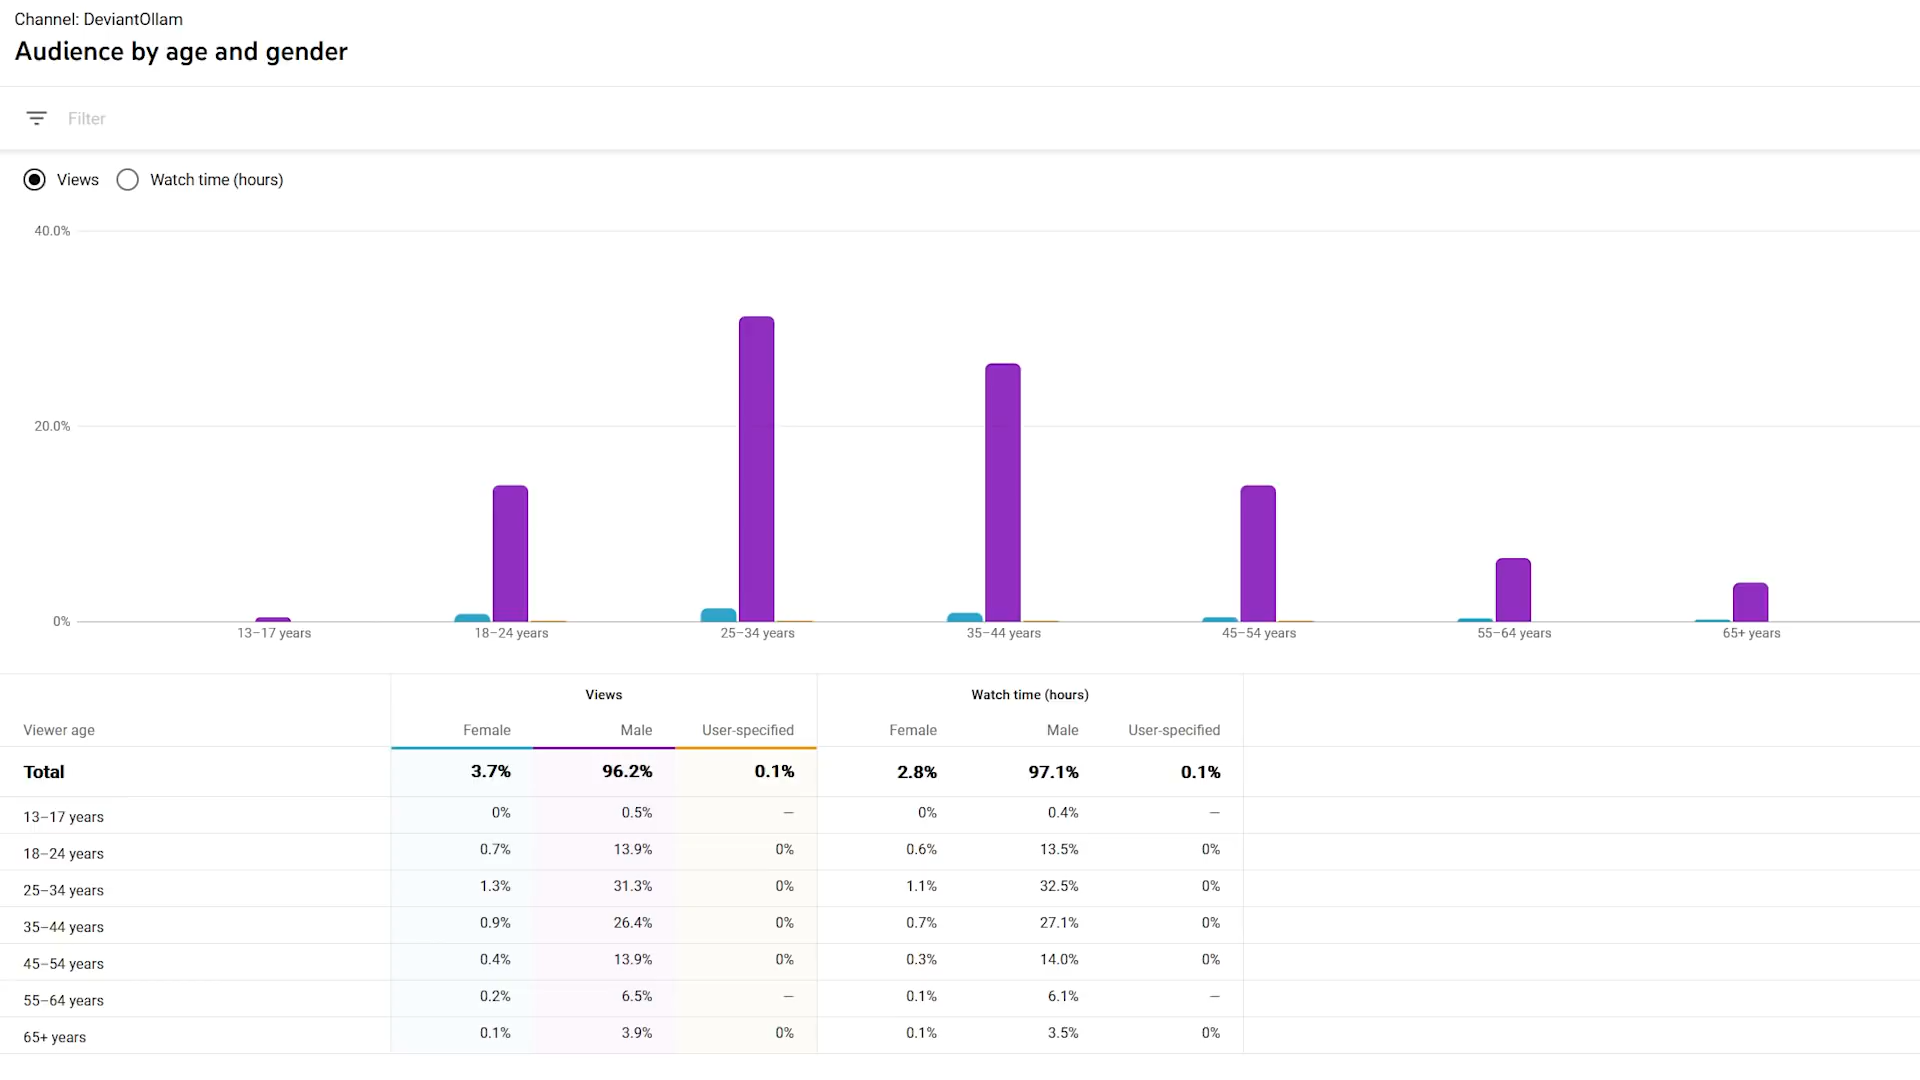 Channel: DeviantOllam
Audience by age and gender
Filter
Views Watch time (hours)
40.0%
20.0%
0%
13–17 years 18–24 years 25–34 years 35–44 years 45–54 years 55–64 years 65+ years
Views Watch time (hours)
Viewer age Female Male User-specified Female Male User-specified
Total 3.7% 96.2% 0.1% 2.8% 97.1% 0.1%
13–17 years 0% 0.5% — 0% 0.4% —
18–24 years 0.7% 13.9% 0% 0.6% 13.5% 0%
25–34 years 1.3% 31.3% 0% 1.1% 32.5% 0%
35–44 years 0.9% 26.4% 0% 0.7% 27.1% 0%
45–54 years 0.4% 13.9% 0% 0.3% 14.0% 0%
55–64 years 0.2% 6.5% — 0.1% 6.1% —
65+ years 0.1% 3.9% 0% 0.1% 3.5% 0%